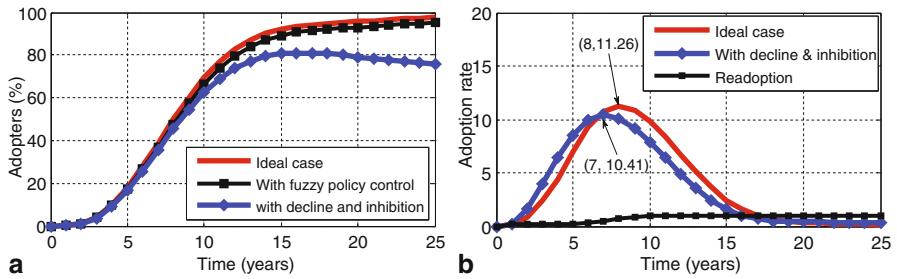 100
80
60
40
20
0
Adopters (%)
Ideal case
With fuzzy policy control
with decline and inhibition
0 5 10 15 20 25
Time (years)
a
20
15
10
5
0
Adoption rate
(8,11.26)
(7, 10.41)
Ideal case
With decline & inhibition
Readoption
0 5 10 15 20 25
Time (years)
b